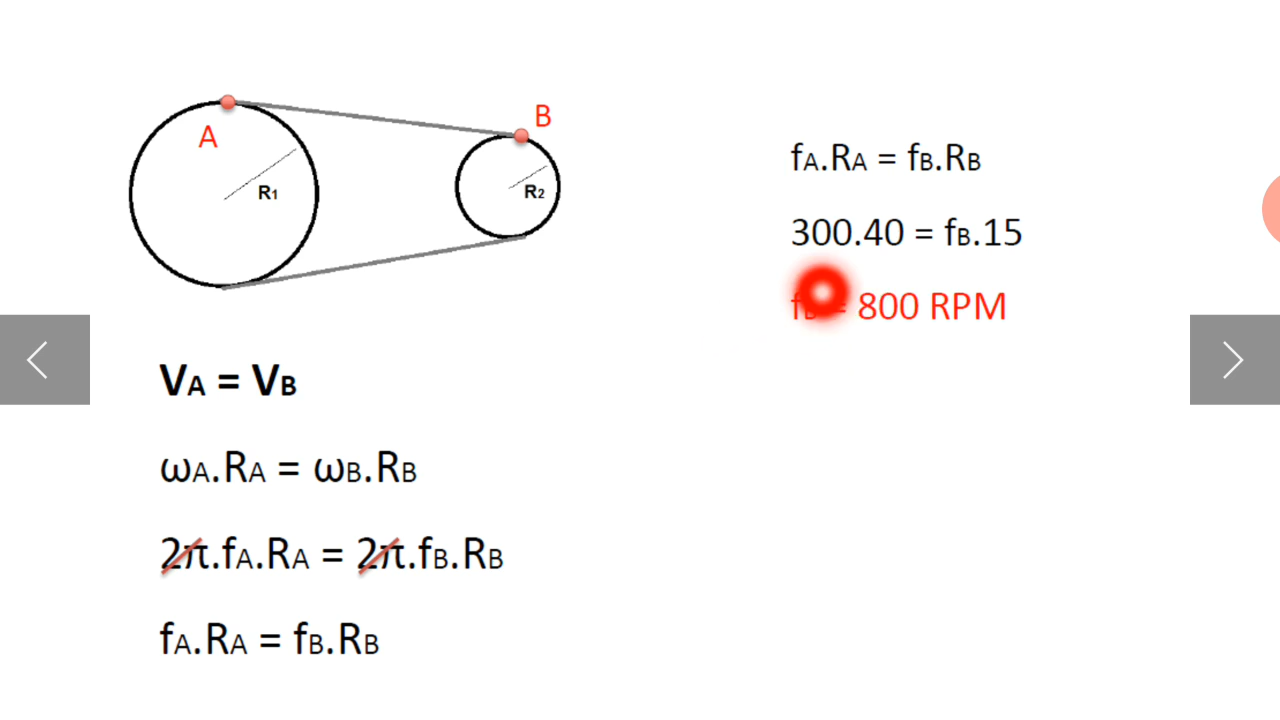 A
B
R1
R2
fA.RA = fB.RB
300.40 = fB.15
fB = 800 RPM
VA = VB
ωA.RA = ωB.RB
2π.fA.RA = 2π.fB.RB
fA.RA = fB.RB